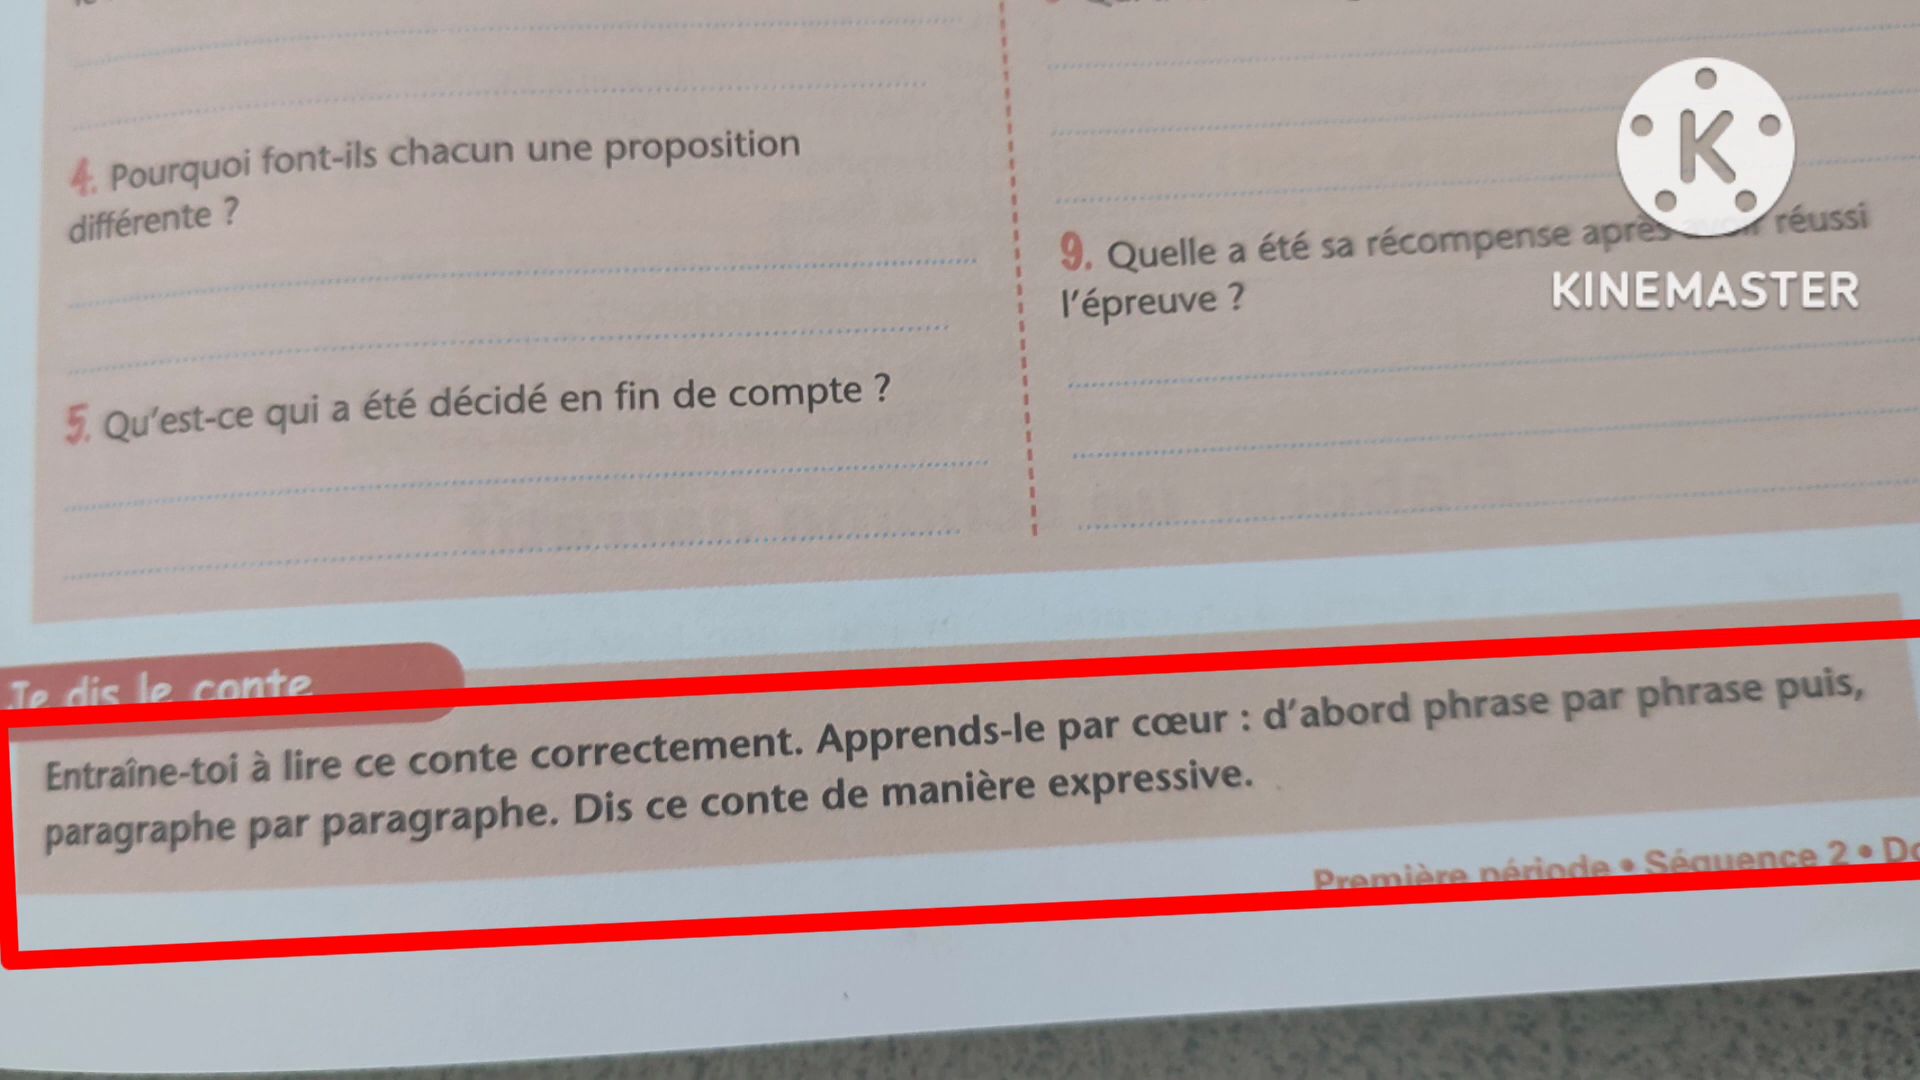 4. Pourquoi font-ils chacun une proposition
différente ?
5. Qu'est-ce qui a été décidé en fin de compte ?
9. Quelle a été sa récompense après réussi
l'épreuve ?
K
KINEMASTER
Je dis le conte
Entraîne-toi à lire ce conte correctement. Apprends-le par cœur : d'abord phrase par phrase puis,
paragraphe par paragraphe. Dis ce conte de manière expressive.
Première période • Séquence 2 •